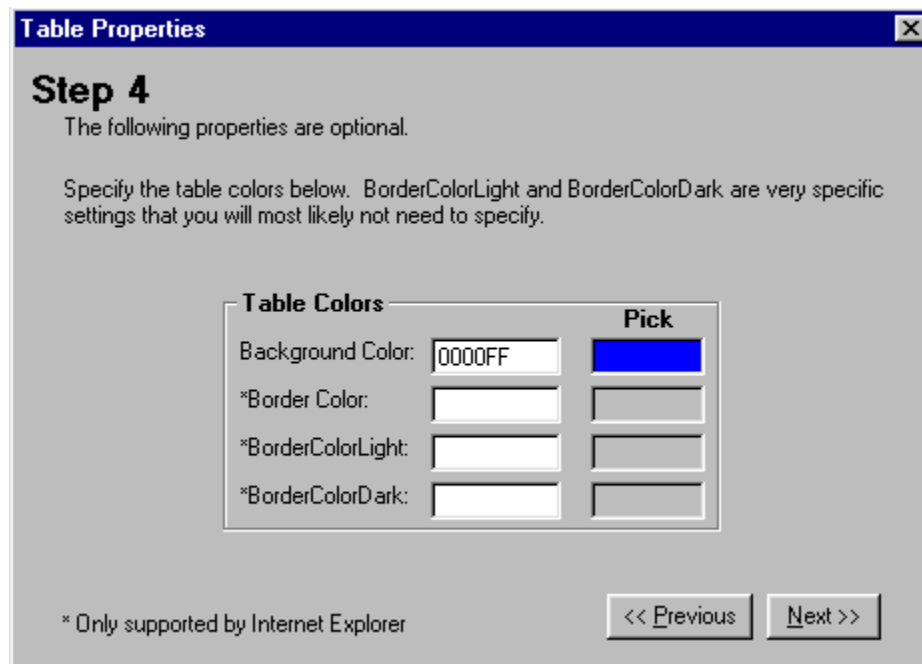 Table Properties
Step 4
The following properties are optional.
Specify the table colors below.  BorderColorLight and BorderColorDark are very specific
settings that you will most likely not need to specify.
Table Colors
Pick
Background Color: 0000FF
*Border Color:
*BorderColorLight:
*BorderColorDark:
* Only supported by Internet Explorer
<< Previous Next >>